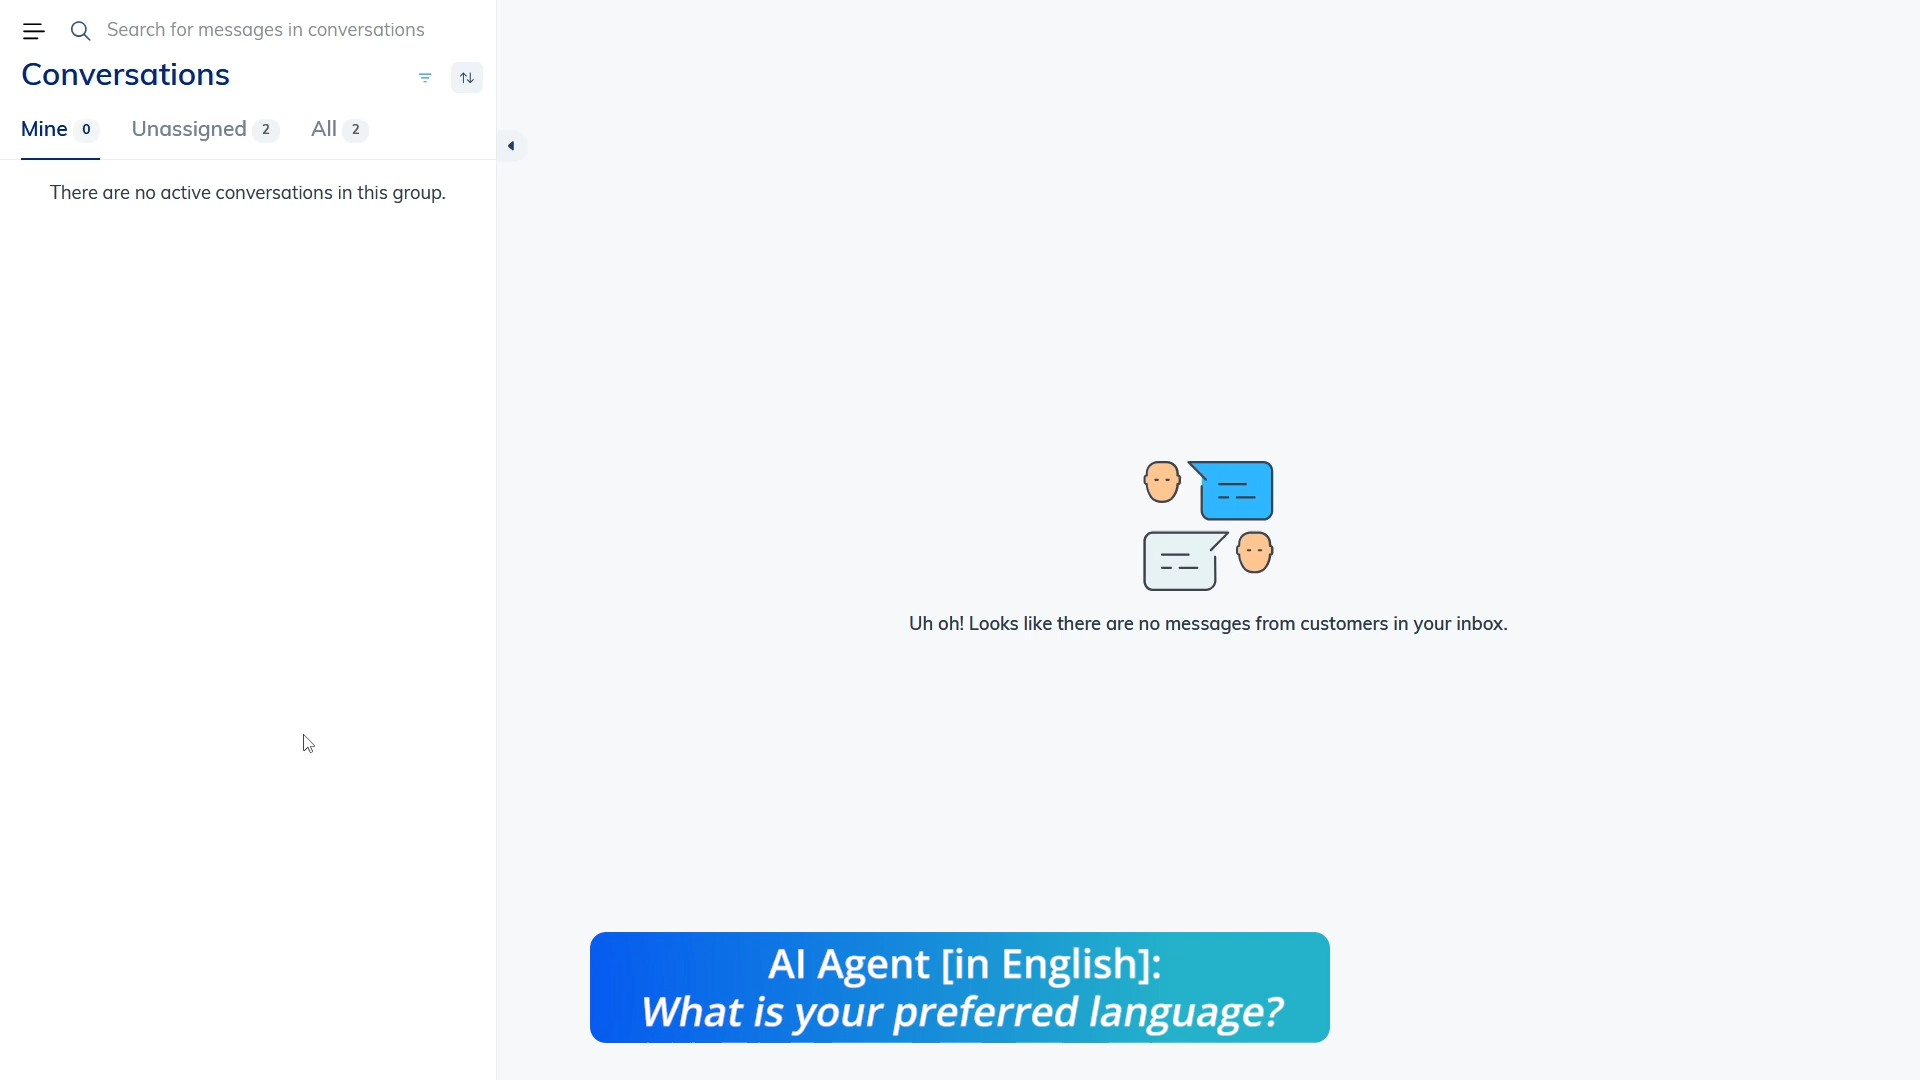 Search for messages in conversations
Conversations
Mine 0 Unassigned 2 All 2
There are no active conversations in this group.
Uh oh! Looks like there are no messages from customers in your inbox.
AI Agent [in English]:
What is your preferred language?